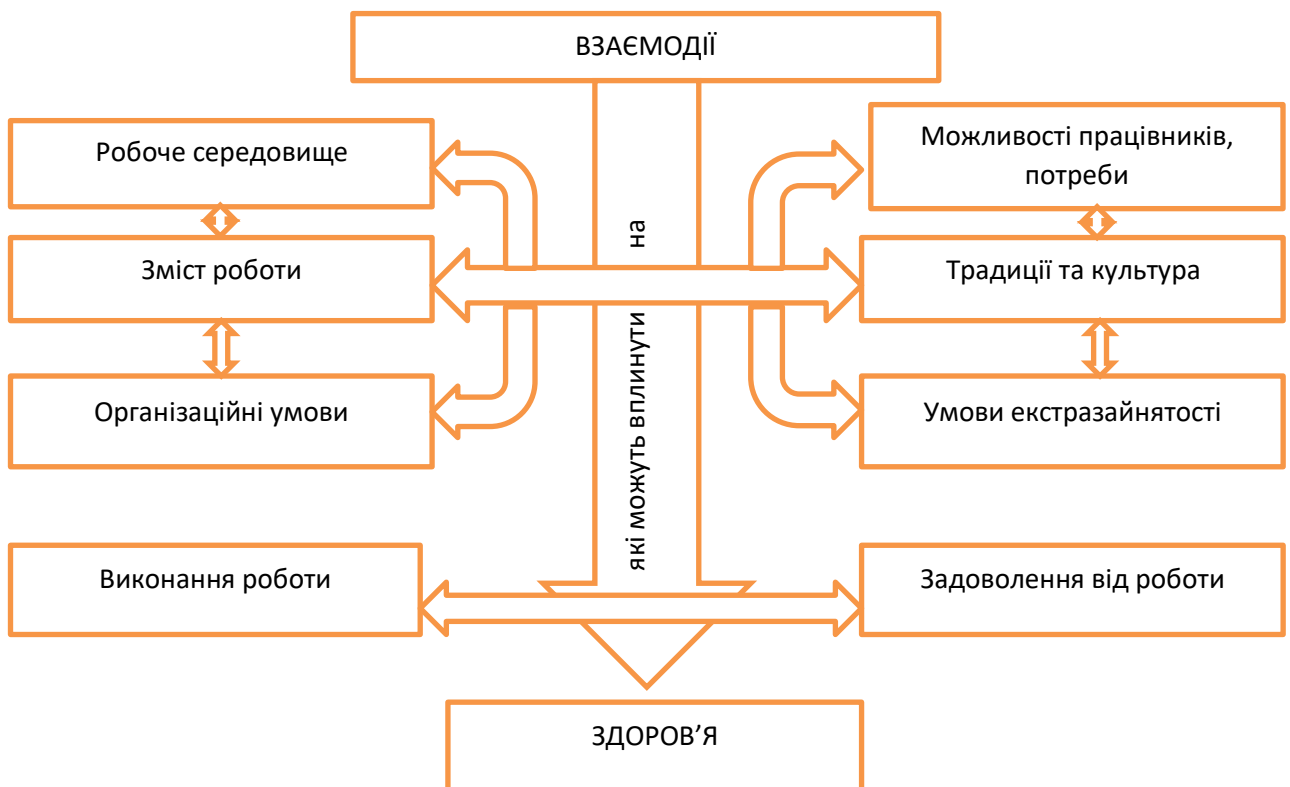 ВЗАЄМОДІЇ
Робоче середовище
Можливості працівників,
потреби
Зміст роботи
Традиції та культура
Організаційні умови
Умови екстразайнятості
які можуть вплинути на
Виконання роботи
Задоволення від роботи
ЗДОРОВ’Я